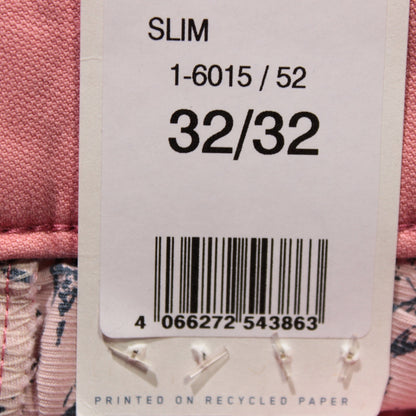 SLIM
1-6015 / 52
32/32
4 066272 543863
PRINTED ON RECYCLED PAPER